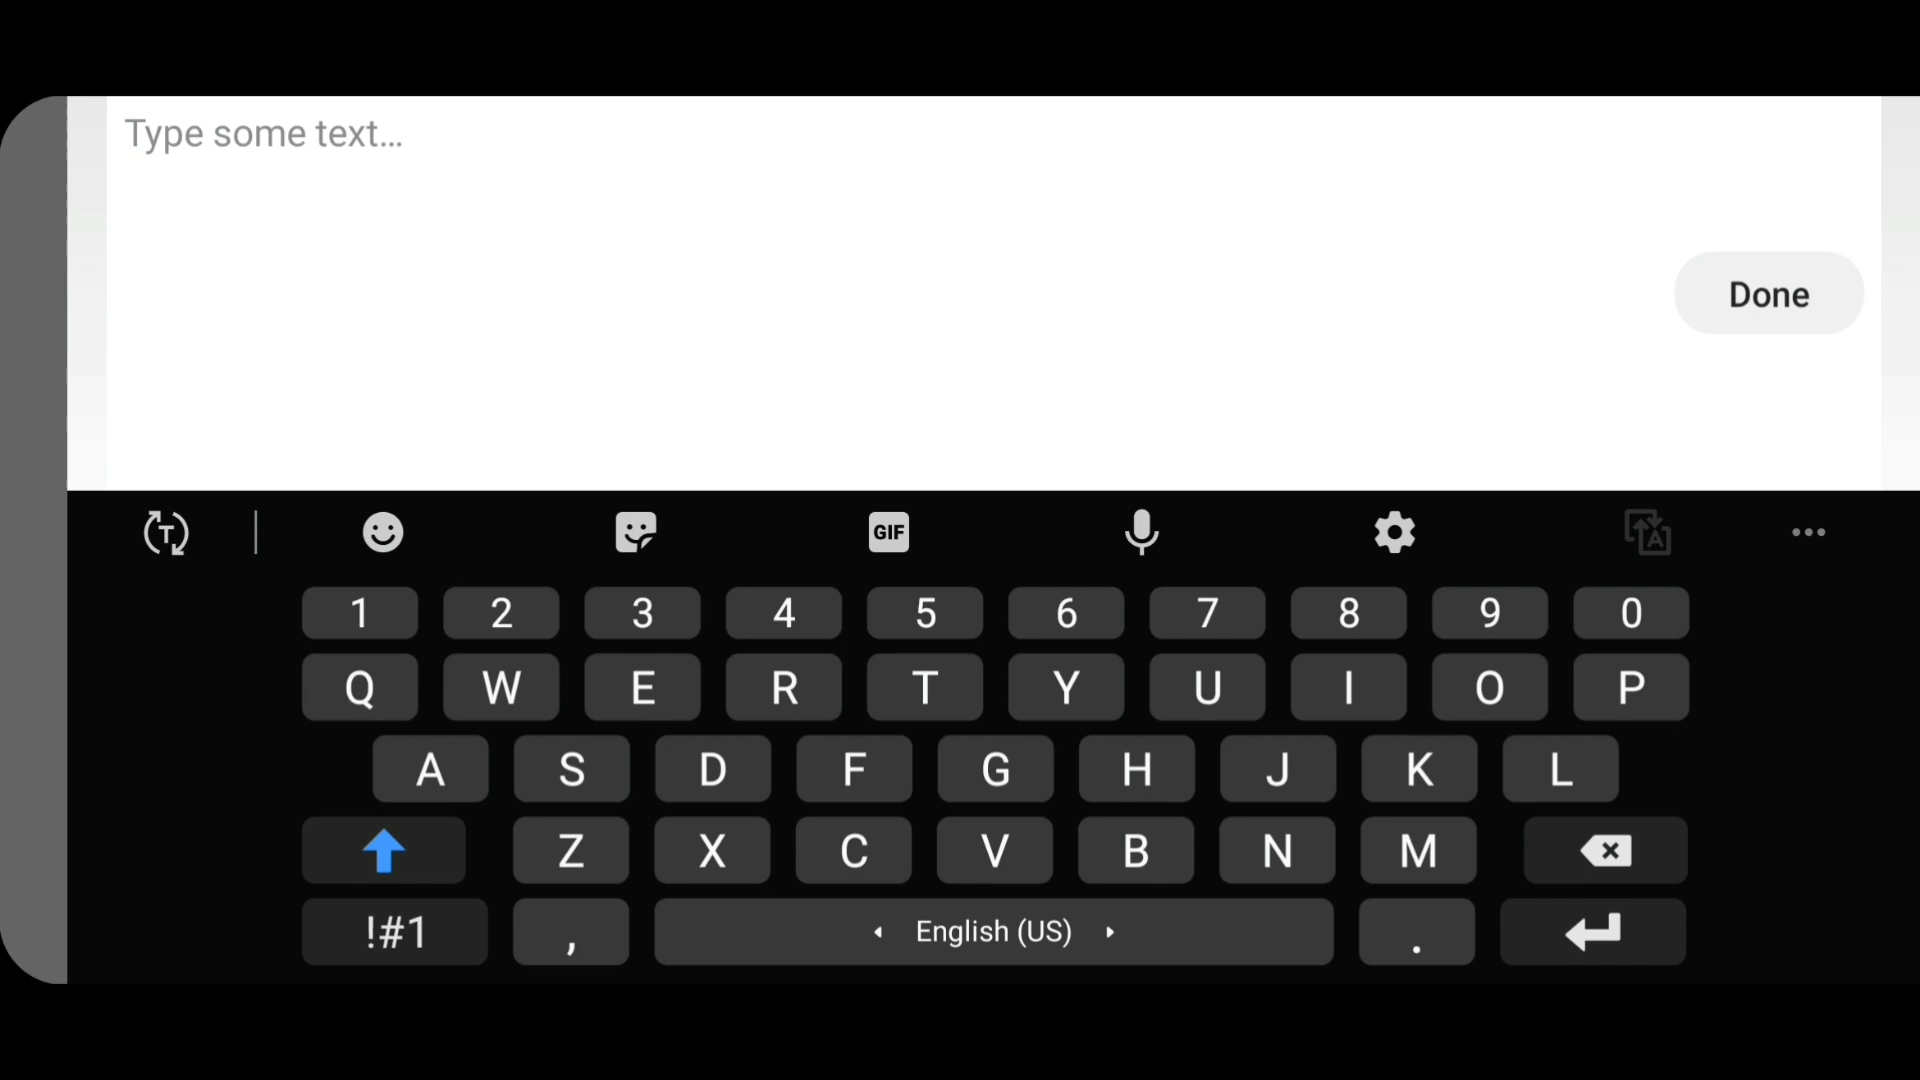 Type some text...
Done
T
GIF
A
1 2 3 4 5 6 7 8 9 0
Q W E R T Y U I O P
A S D F G H J K L
Z X C V B N M
!#1 , English (US) .